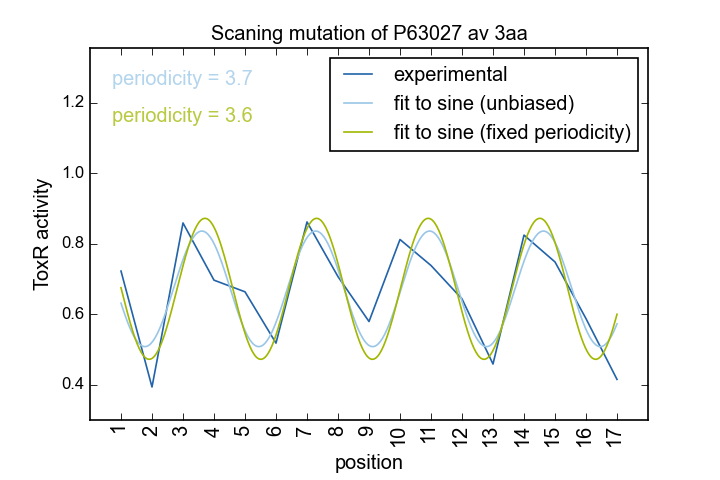 Scaning mutation of P63027 av 3aa
periodicity = 3.7
periodicity = 3.6
experimental
fit to sine (unbiased)
fit to sine (fixed periodicity)
ToxR activity
1.2
1.0
0.8
0.6
0.4
1 2 3 4 5 6 7 8 9 10 11 12 13 14 15 16 17
position